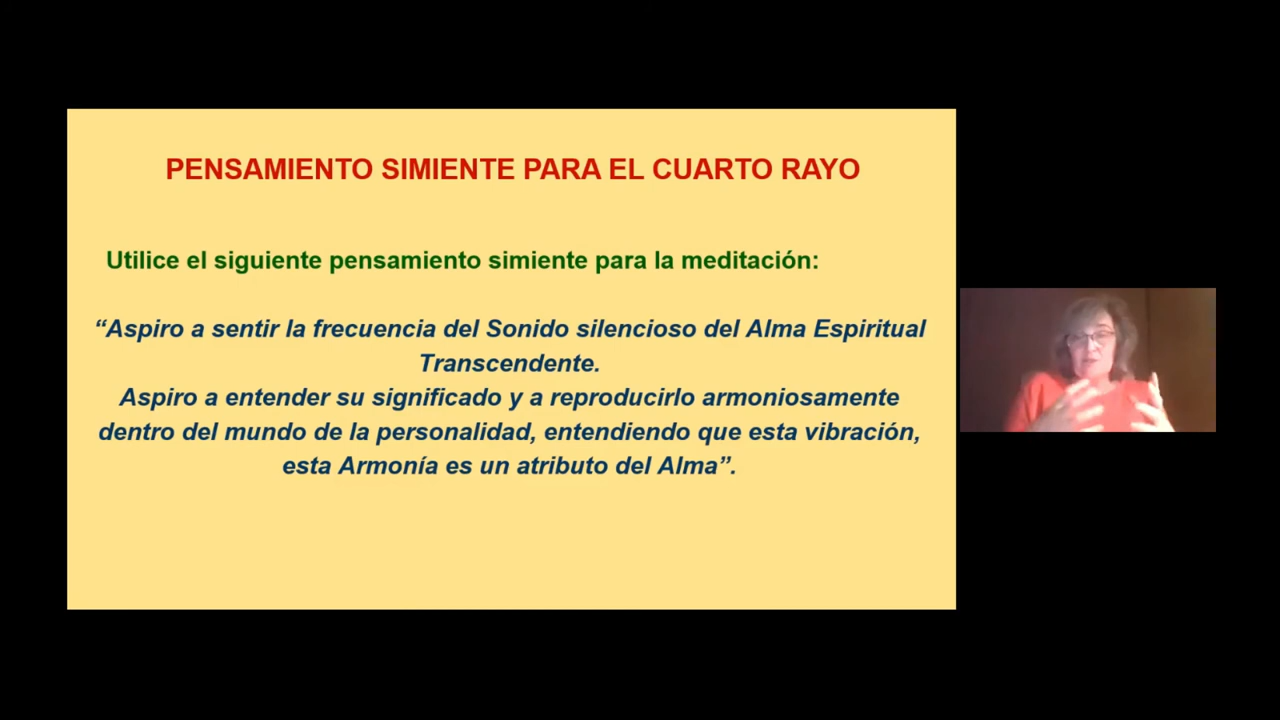 PENSAMIENTO SIMIENTE PARA EL CUARTO RAYO
Utilice el siguiente pensamiento simiente para la meditación:
“Aspiro a sentir la frecuencia del Sonido silencioso del Alma Espiritual
Transcendente.
Aspiro a entender su significado y a reproducirlo armoniosamente
dentro del mundo de la personalidad, entendiendo que esta vibración,
esta Armonía es un atributo del Alma”.